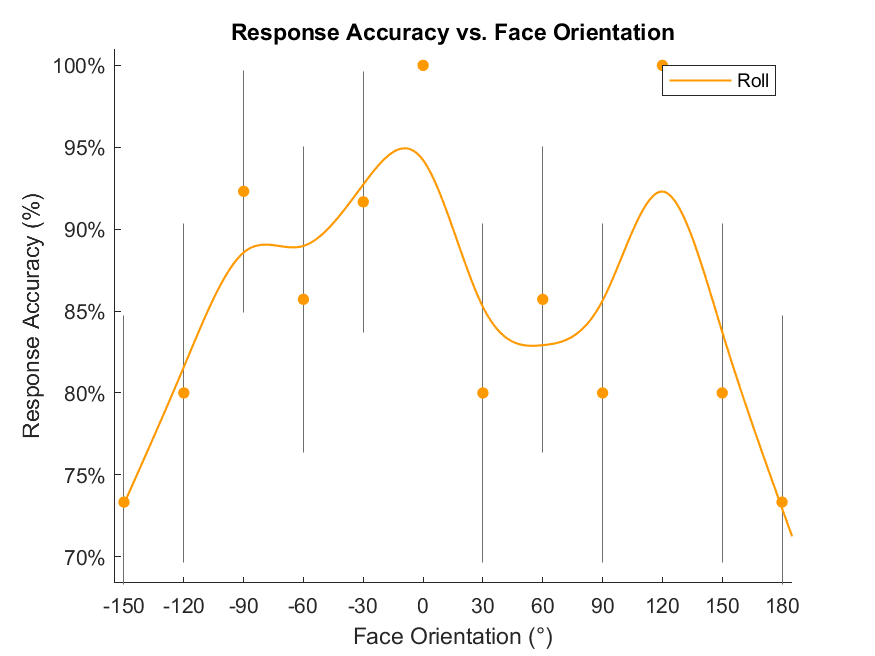 Response Accuracy vs. Face Orientation
Roll
Response Accuracy (%)
100%
95%
90%
85%
80%
75%
70%
-150 -120 -90 -60 -30 0 30 60 90 120 150 180
Face Orientation (°)